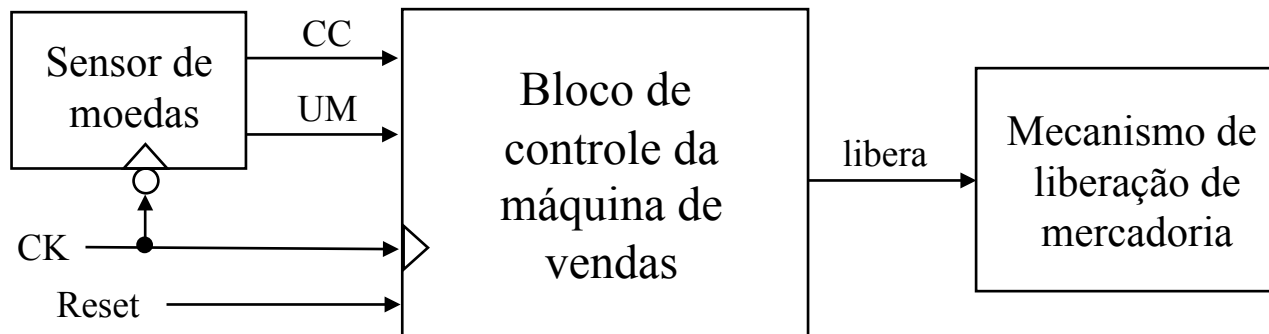 Sensor de
moedas
CC
UM
CK
Reset
Bloco de
controle da
máquina de
vendas
libera
Mecanismo de
liberação de
mercadoria